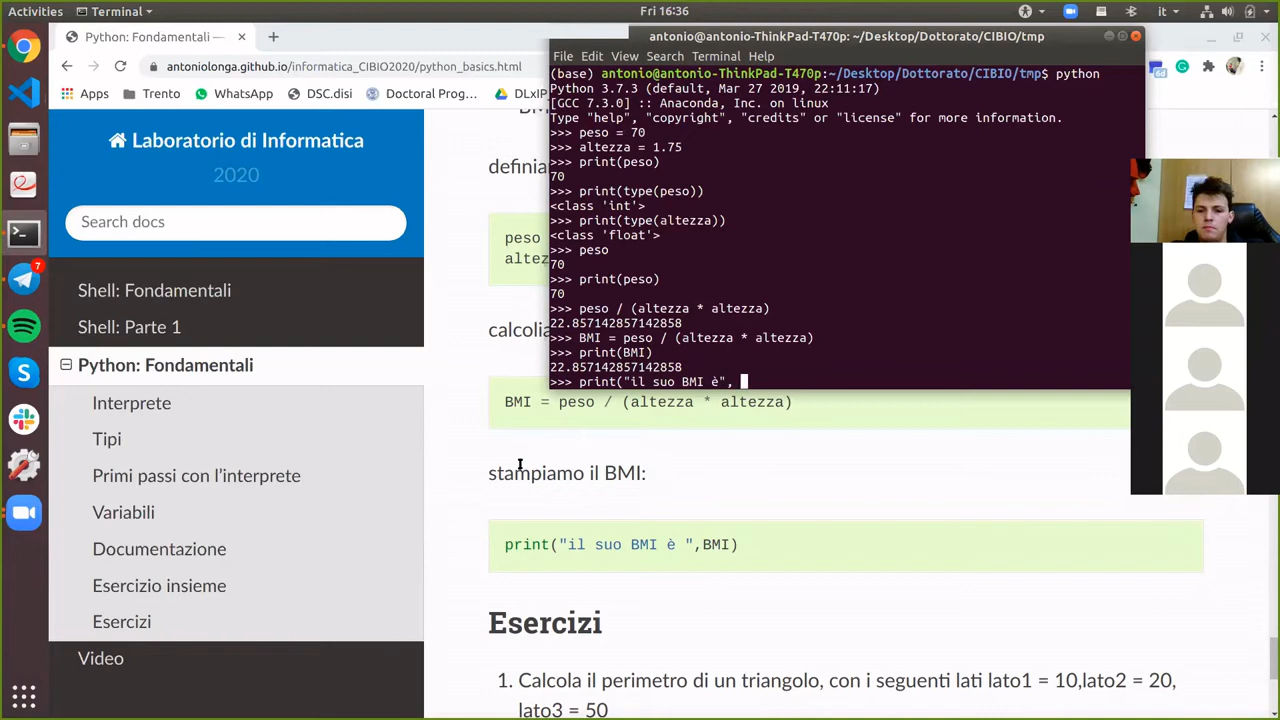 Activities
Terminal
Fri 16:36
it
Python: Fondamentali —
antonio@antonio-ThinkPad-T470p: ~/Desktop/Dottorato/CIBIO/tmp
antoniolonga.github.io/informatica_CIBIO2020/python_basics.html
6d
Apps
Trento
WhatsApp
DSC.disi
Doctoral Prog…
DLxIP
File Edit View Search Terminal Help
(base) antonio@antonio-ThinkPad-T470p:~/Desktop/Dottorato/CIBIO/tmp$ python
Python 3.7.3 (default, Mar 27 2019, 22:11:17)
[GCC 7.3.0] :: Anaconda, Inc. on linux
Type "help", "copyright", "credits" or "license" for more information.
>>> peso = 70
>>> altezza = 1.75
>>> print(peso)
70
>>> print(type(peso))
<class 'int'>
>>> print(type(altezza))
<class 'float'>
>>> peso
70
>>> print(peso)
70
>>> peso / (altezza * altezza)
22.857142857142858
>>> BMI = peso / (altezza * altezza)
>>> print(BMI)
22.857142857142858
>>> print("il suo BMI è",
Laboratorio di Informatica
2020
Search docs
7
Shell: Fondamentali
Shell: Parte 1
Python: Fondamentali
Interprete
Tipi
Primi passi con l'interprete
Variabili
Documentazione
Esercizio insieme
Esercizi
Video
definia
peso
altez
calcolia
BMI = peso / (altezza * altezza)
stampiamo il BMI:
print("il suo BMI è ",BMI)
Esercizi
1. Calcola il perimetro di un triangolo, con i seguenti lati lato1 = 10,lato2 = 20,
lato3 = 50